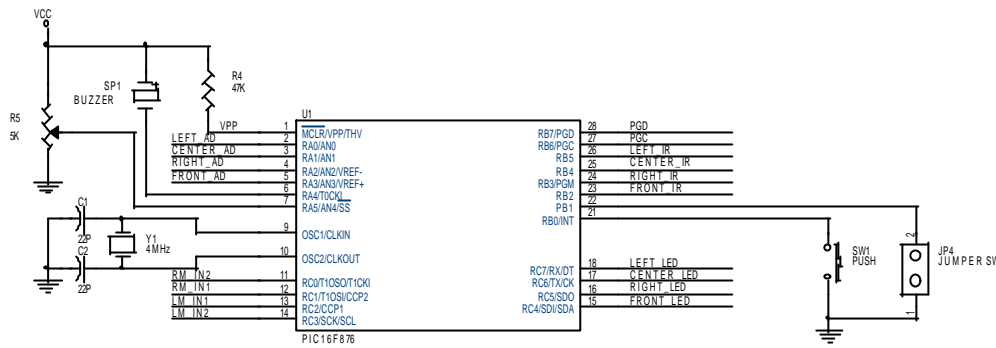 VCC
SP1
BUZZER
R4
47K
R5
5K
VPP
LEFT_AD
CENTER_AD
RIGHT_AD
FRONT_AD
C1
22P
C2
22P
Y1
4MHz
RM_IN2
RM_IN1
LM_IN1
LM_IN2
U1
1 MCLR/VPP/THV
2 RA0/AN0
3 RA1/AN1
4 RA2/AN2/VREF-
5 RA3/AN3/VREF+
6 RA4/T0CKI
7 RA5/AN4/SS
9 OSC1/CLKIN
10 OSC2/CLKOUT
11 RC0/T1OSO/T1CKI
12 RC1/T1OSI/CCP2
13 RC2/CCP1
14 RC3/SCK/SCL
RB7/PGD 28 PGD
RB6/PGC 27 PGC
RB5 26 LEFT_IR
RB4 25 CENTER_IR
RB3/PGM 24 RIGHT_IR
RB2 23 FRONT_IR
PB1 22
RB0/INT 21
RC7/RX/DT 18 LEFT_LED
RC6/TX/CK 17 CENTER_LED
RC5/SDO 16 RIGHT_LED
RC4/SDI/SDA 15 FRONT_LED
PIC16F876
SW1
PUSH
2
JP4
JUMPER SW
1